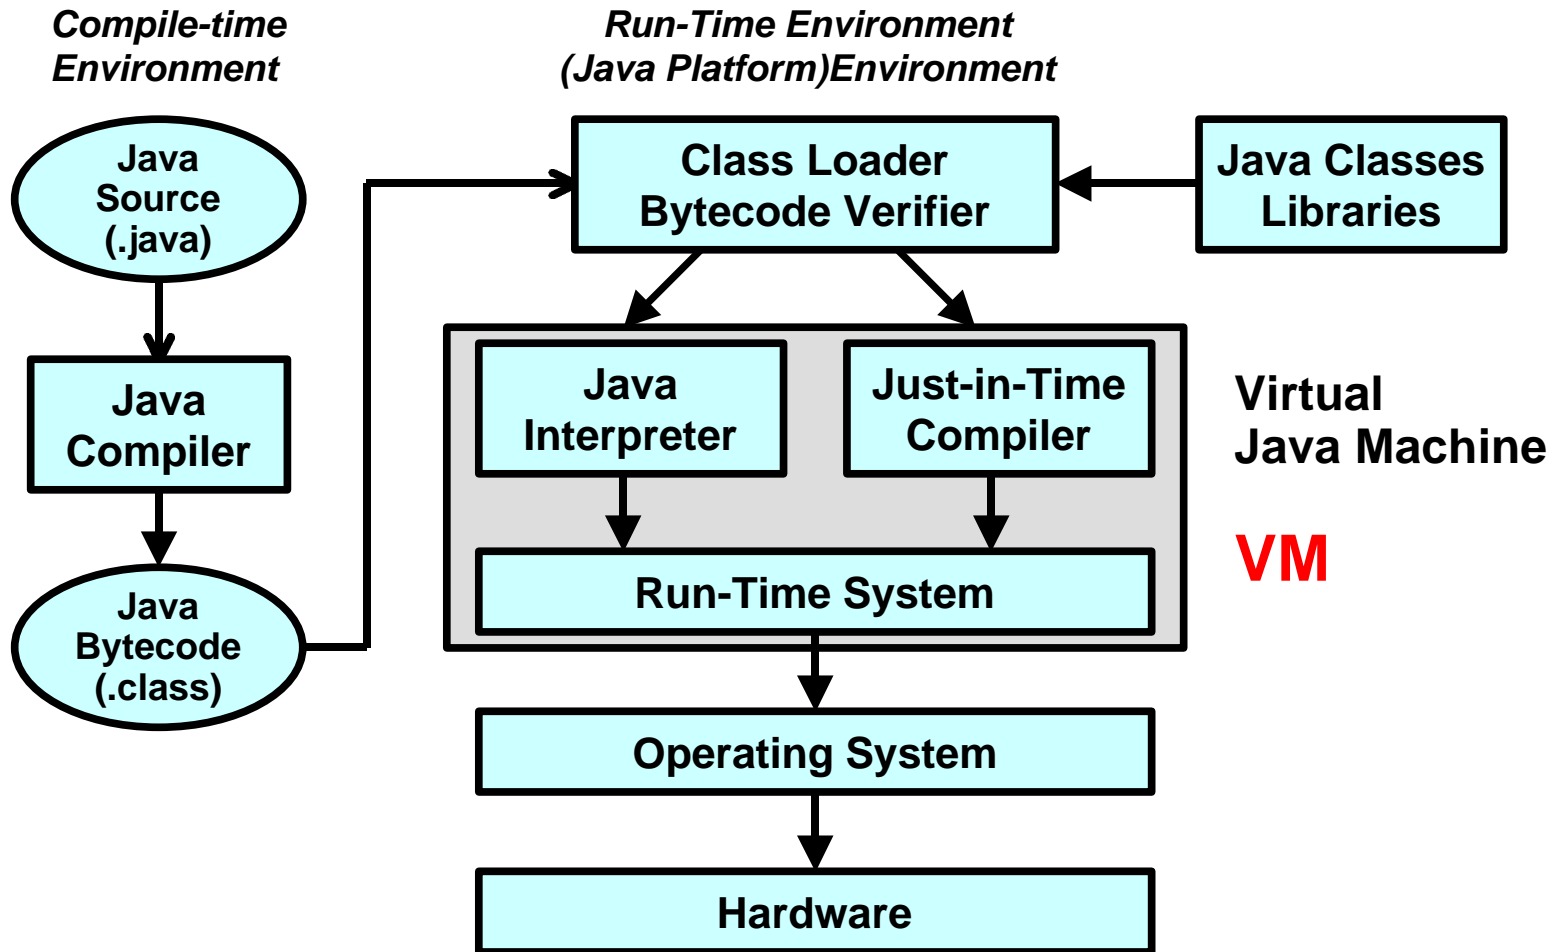 Compile-time
Environment
Run-Time Environment
(Java Platform)Environment
Java
Source
(.java)
Class Loader
Bytecode Verifier
Java Classes
Libraries
Java
Compiler
Java
Interpreter
Just-in-Time
Compiler
Virtual
Java Machine
VM
Java
Bytecode
(.class)
Run-Time System
Operating System
Hardware